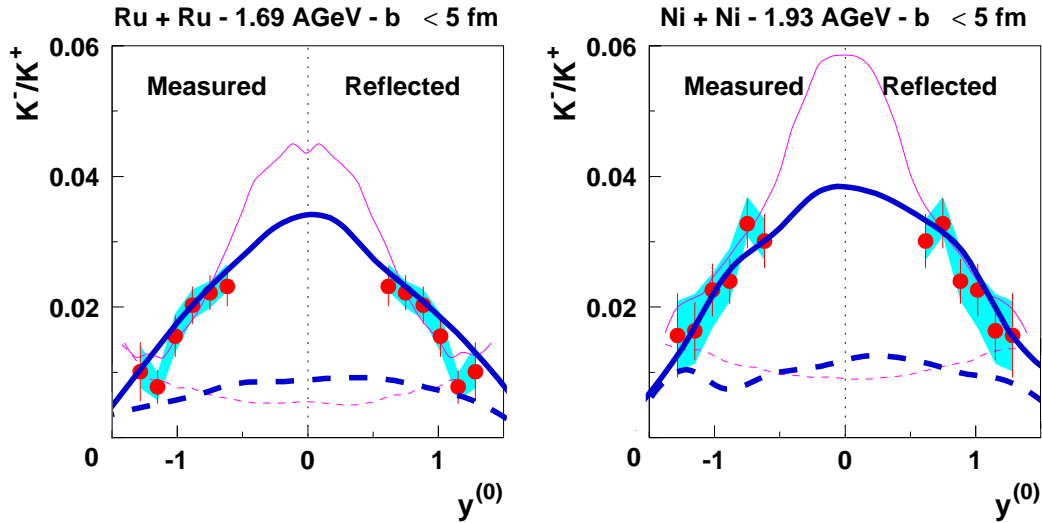 Ru + Ru - 1.69 AGeV - b < 5 fm
K⁻/K⁺
0.06
0.04
0.02
0
Measured
Reflected
-1
0
1
y⁽⁰⁾
Ni + Ni - 1.93 AGeV - b < 5 fm
K⁻/K⁺
0.06
0.04
0.02
0
Measured
Reflected
-1
0
1
y⁽⁰⁾